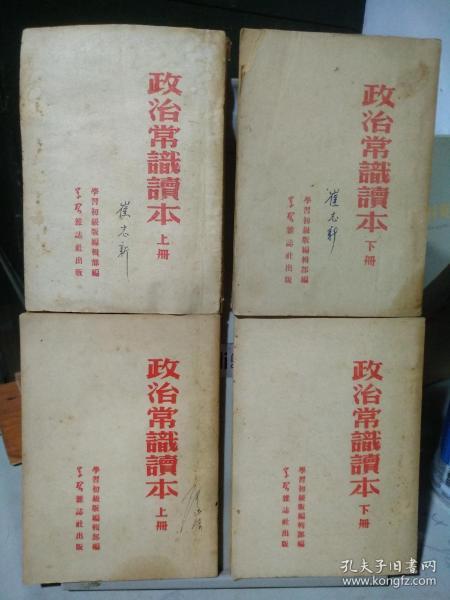 政治常識讀本
上冊
學習初級版編輯部編
學習雜誌社出版
崔志新
政治常識讀本
下冊
學習初級版編輯部編
學習雜誌社出版
崔志新
政治常識讀本
上冊
學習初級版編輯部編
學習雜誌社出版
政治常識讀本
下冊
學習初級版編輯部編
學習雜誌社出版
孔夫子旧书网
www.kongfz.com